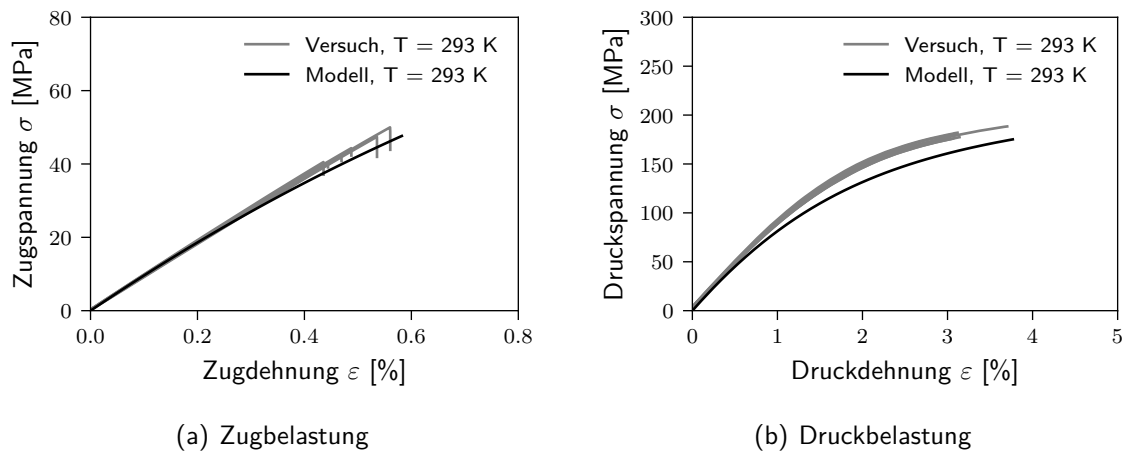 80
60
40
20
0
Zugspannung σ [MPa]
Versuch, T = 293 K
Modell, T = 293 K
0.0 0.2 0.4 0.6 0.8
Zugdehnung ε [%]
(a) Zugbelastung
300
250
200
150
100
50
0
Druckspannung σ [MPa]
Versuch, T = 293 K
Modell, T = 293 K
0 1 2 3 4 5
Druckdehnung ε [%]
(b) Druckbelastung